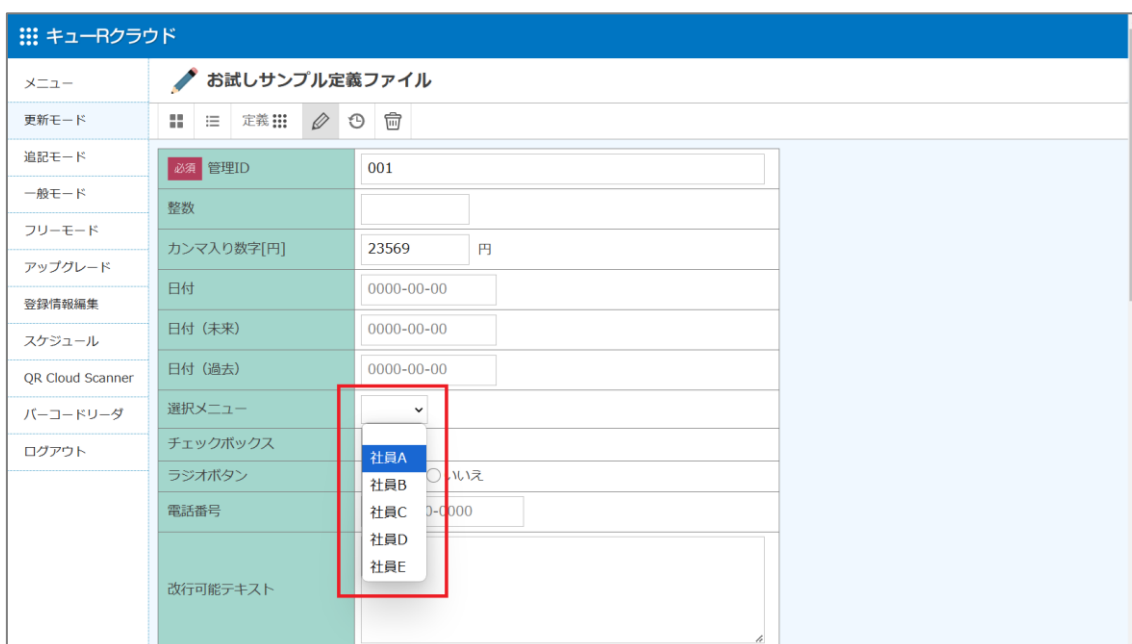 キューRクラウド
メニュー
更新モード
追記モード
一般モード
フリーモード
アップグレード
登録情報編集
スケジュール
QR Cloud Scanner
バーコードリーダ
ログアウト
お試しサンプル定義ファイル
定義
必須 管理ID 001
整数
カンマ入り数字[円] 23569 円
日付 0000-00-00
日付（未来） 0000-00-00
日付（過去） 0000-00-00
選択メニュー
チェックボックス
社員A
ラジオボタン いいえ
社員B
電話番号 0-0000
社員C
社員D
社員E
改行可能テキスト